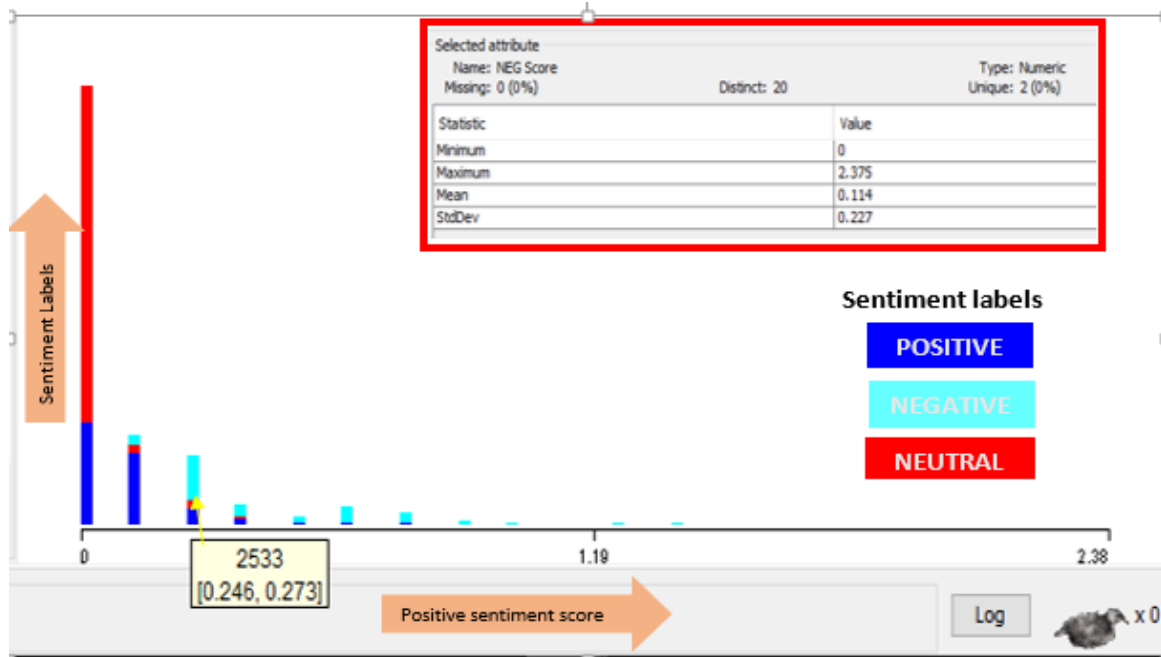 Selected attribute
Name: NEG Score Type: Numeric
Missing: 0 (0%) Distinct: 20 Unique: 2 (0%)
Statistic Value
Minimum 0
Maximum 2.375
Mean 0.114
StdDev 0.227
Sentiment Labels
Sentiment labels
POSITIVE
NEGATIVE
NEUTRAL
0 1.19 2.38
2533
[0.246, 0.273]
Positive sentiment score
Log
x 0